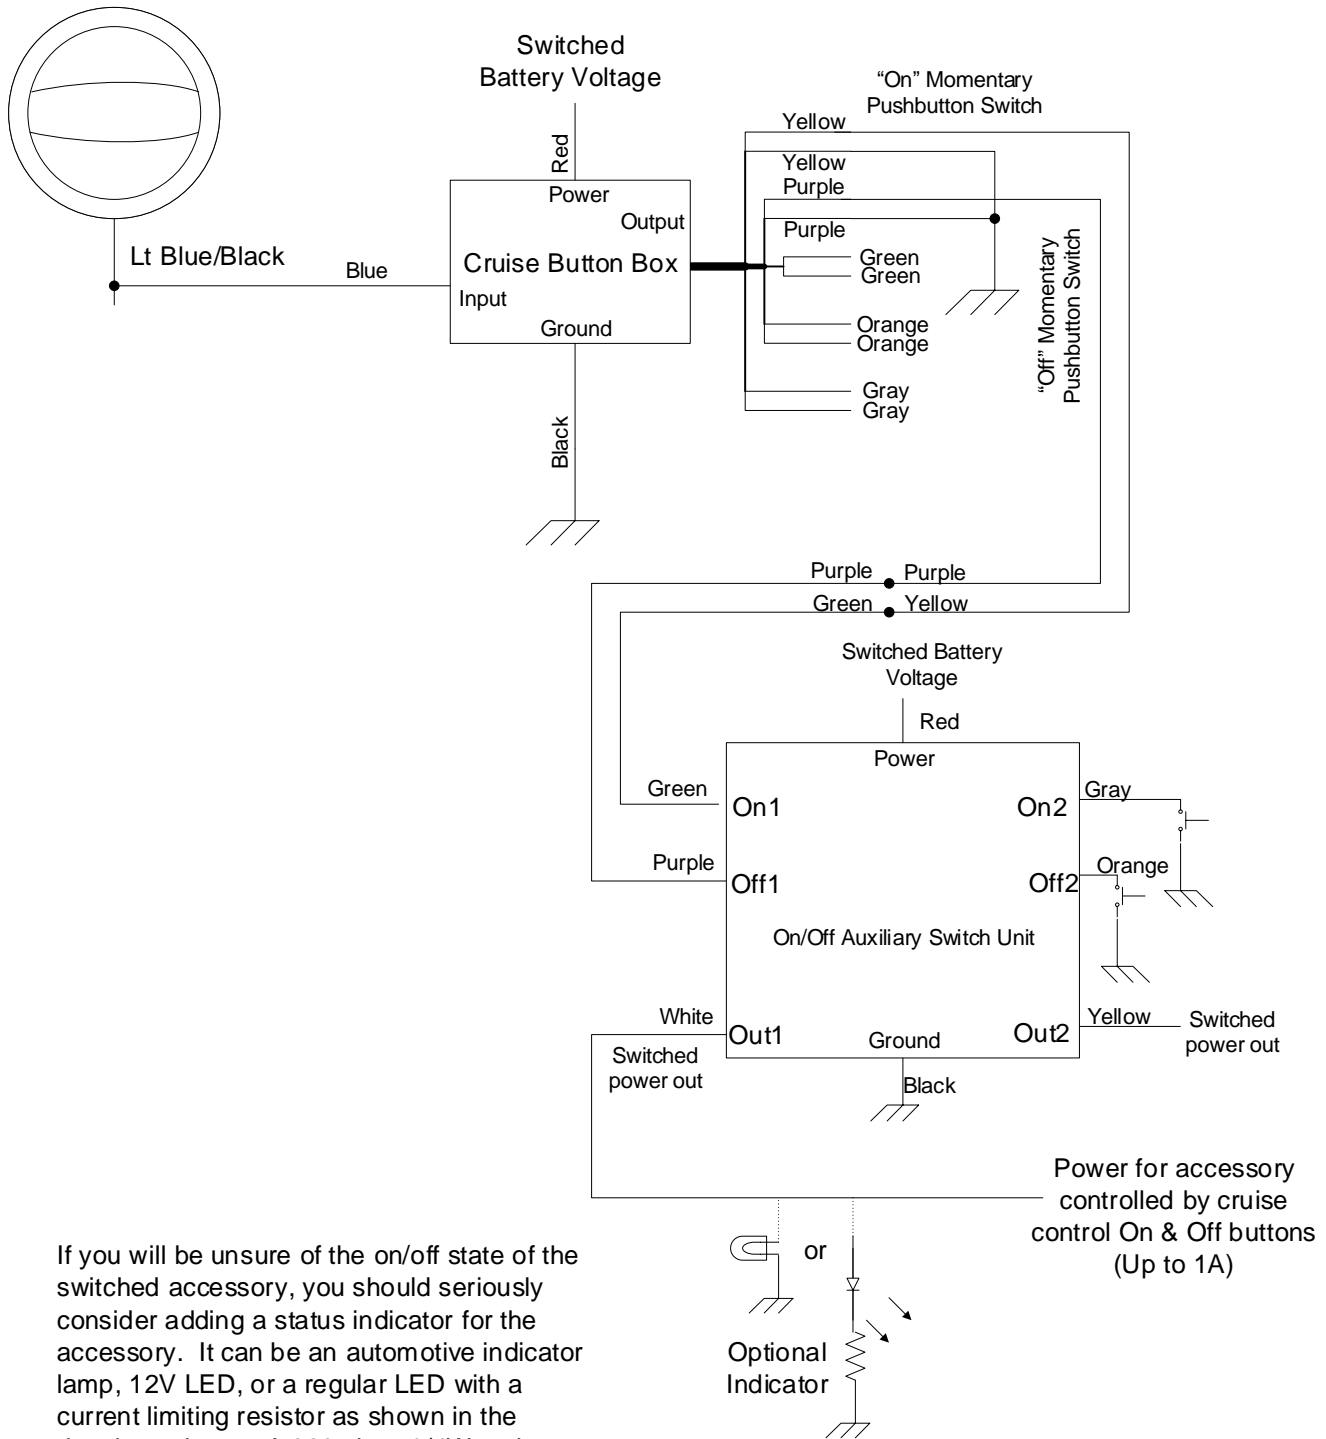 Switched
Battery Voltage
Red
Power
Output
Cruise Button Box
Input
Ground
Black
Lt Blue/Black
Blue
“On” Momentary
Pushbutton Switch
Yellow
Yellow
Purple
Purple
Green
Green
Orange
Orange
Gray
Gray
“Off” Momentary
Pushbutton Switch
Purple
Purple
Green
Yellow
Switched Battery
Voltage
Red
Power
Green
On1
On2
Gray
Purple
Off1
Off2
Orange
On/Off Auxiliary Switch Unit
White
Out1
Ground
Out2
Yellow
Switched
power out
Switched
power out
Black
Power for accessory
controlled by cruise
control On & Off buttons
(Up to 1A)
or
Optional
Indicator
If you will be unsure of the on/off state of the
switched accessory, you should seriously
consider adding a status indicator for the
accessory. It can be an automotive indicator
lamp, 12V LED, or a regular LED with a
current limiting resistor as shown in the